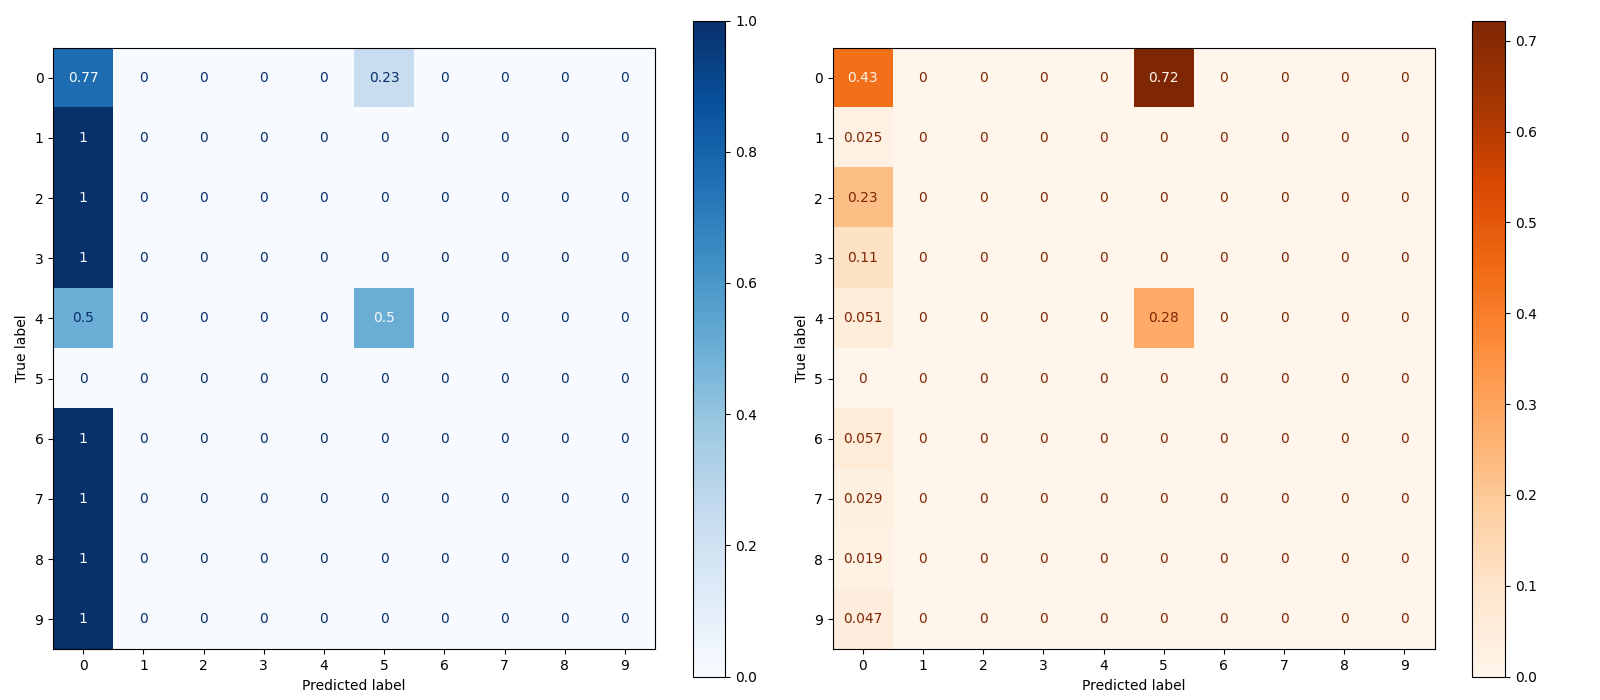 1.0
0.7
0 0.77 0 0 0 0 0.23 0 0 0 0
0 0.43 0 0 0 0 0.72 0 0 0 0
1 1 0 0 0 0 0 0 0 0 0
1 0.025 0 0 0 0 0 0 0 0 0
0.8
0.6
2 1 0 0 0 0 0 0 0 0 0
2 0.23 0 0 0 0 0 0 0 0 0
0.5
3 1 0 0 0 0 0 0 0 0 0
3 0.11 0 0 0 0 0 0 0 0 0
0.6
4 0.5 0 0 0 0 0.5 0 0 0 0
4 0.051 0 0 0 0 0.28 0 0 0 0
0.4
True label
True label
5 0 0 0 0 0 0 0 0 0 0
5 0 0 0 0 0 0 0 0 0 0
0.4
0.3
6 1 0 0 0 0 0 0 0 0 0
6 0.057 0 0 0 0 0 0 0 0 0
7 1 0 0 0 0 0 0 0 0 0
7 0.029 0 0 0 0 0 0 0 0 0
0.2
0.2
8 1 0 0 0 0 0 0 0 0 0
8 0.019 0 0 0 0 0 0 0 0 0
0.1
9 1 0 0 0 0 0 0 0 0 0
9 0.047 0 0 0 0 0 0 0 0 0
0 1 2 3 4 5 6 7 8 9
0 1 2 3 4 5 6 7 8 9
0.0
0.0
Predicted label
Predicted label